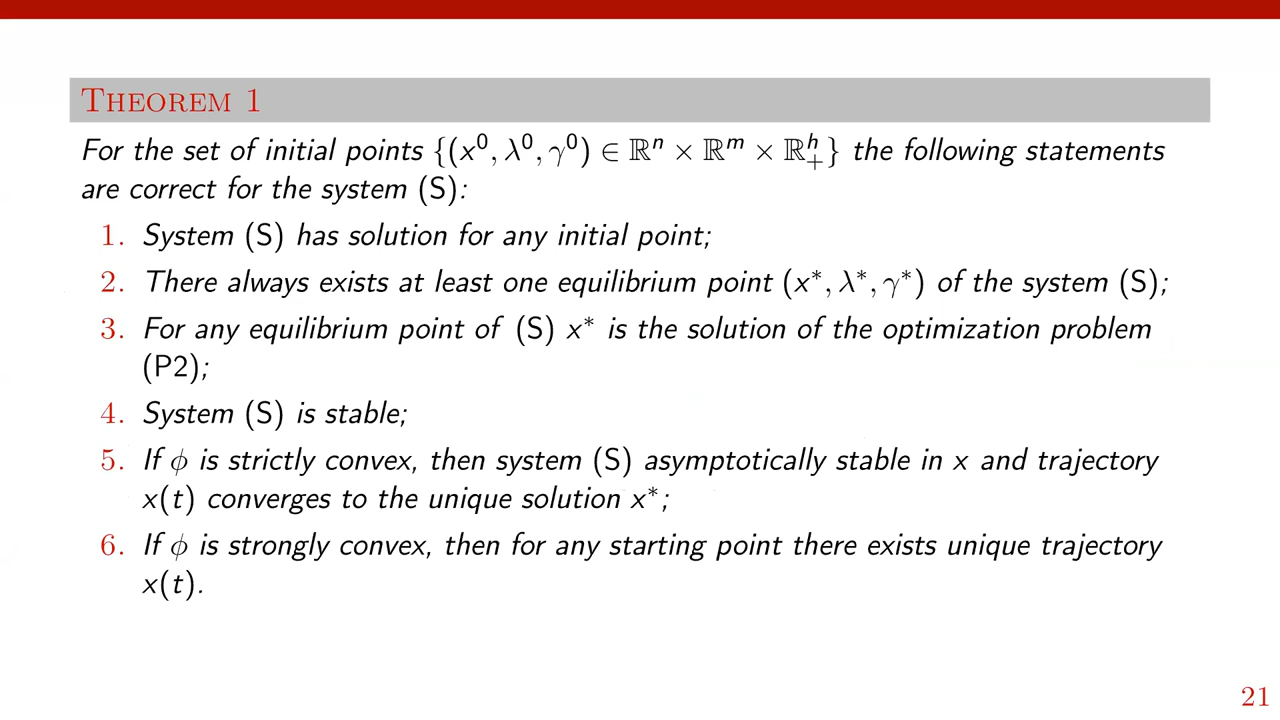 THEOREM 1
For the set of initial points {(x⁰, λ⁰, γ⁰) ∈ ℝⁿ × ℝᵐ × ℝ₊ʰ} the following statements
are correct for the system (S):
1. System (S) has solution for any initial point;
2. There always exists at least one equilibrium point (x*, λ*, γ*) of the system (S);
3. For any equilibrium point of (S) x* is the solution of the optimization problem
(P2);
4. System (S) is stable;
5. If ϕ is strictly convex, then system (S) asymptotically stable in x and trajectory
x(t) converges to the unique solution x*;
6. If ϕ is strongly convex, then for any starting point there exists unique trajectory
x(t).
21